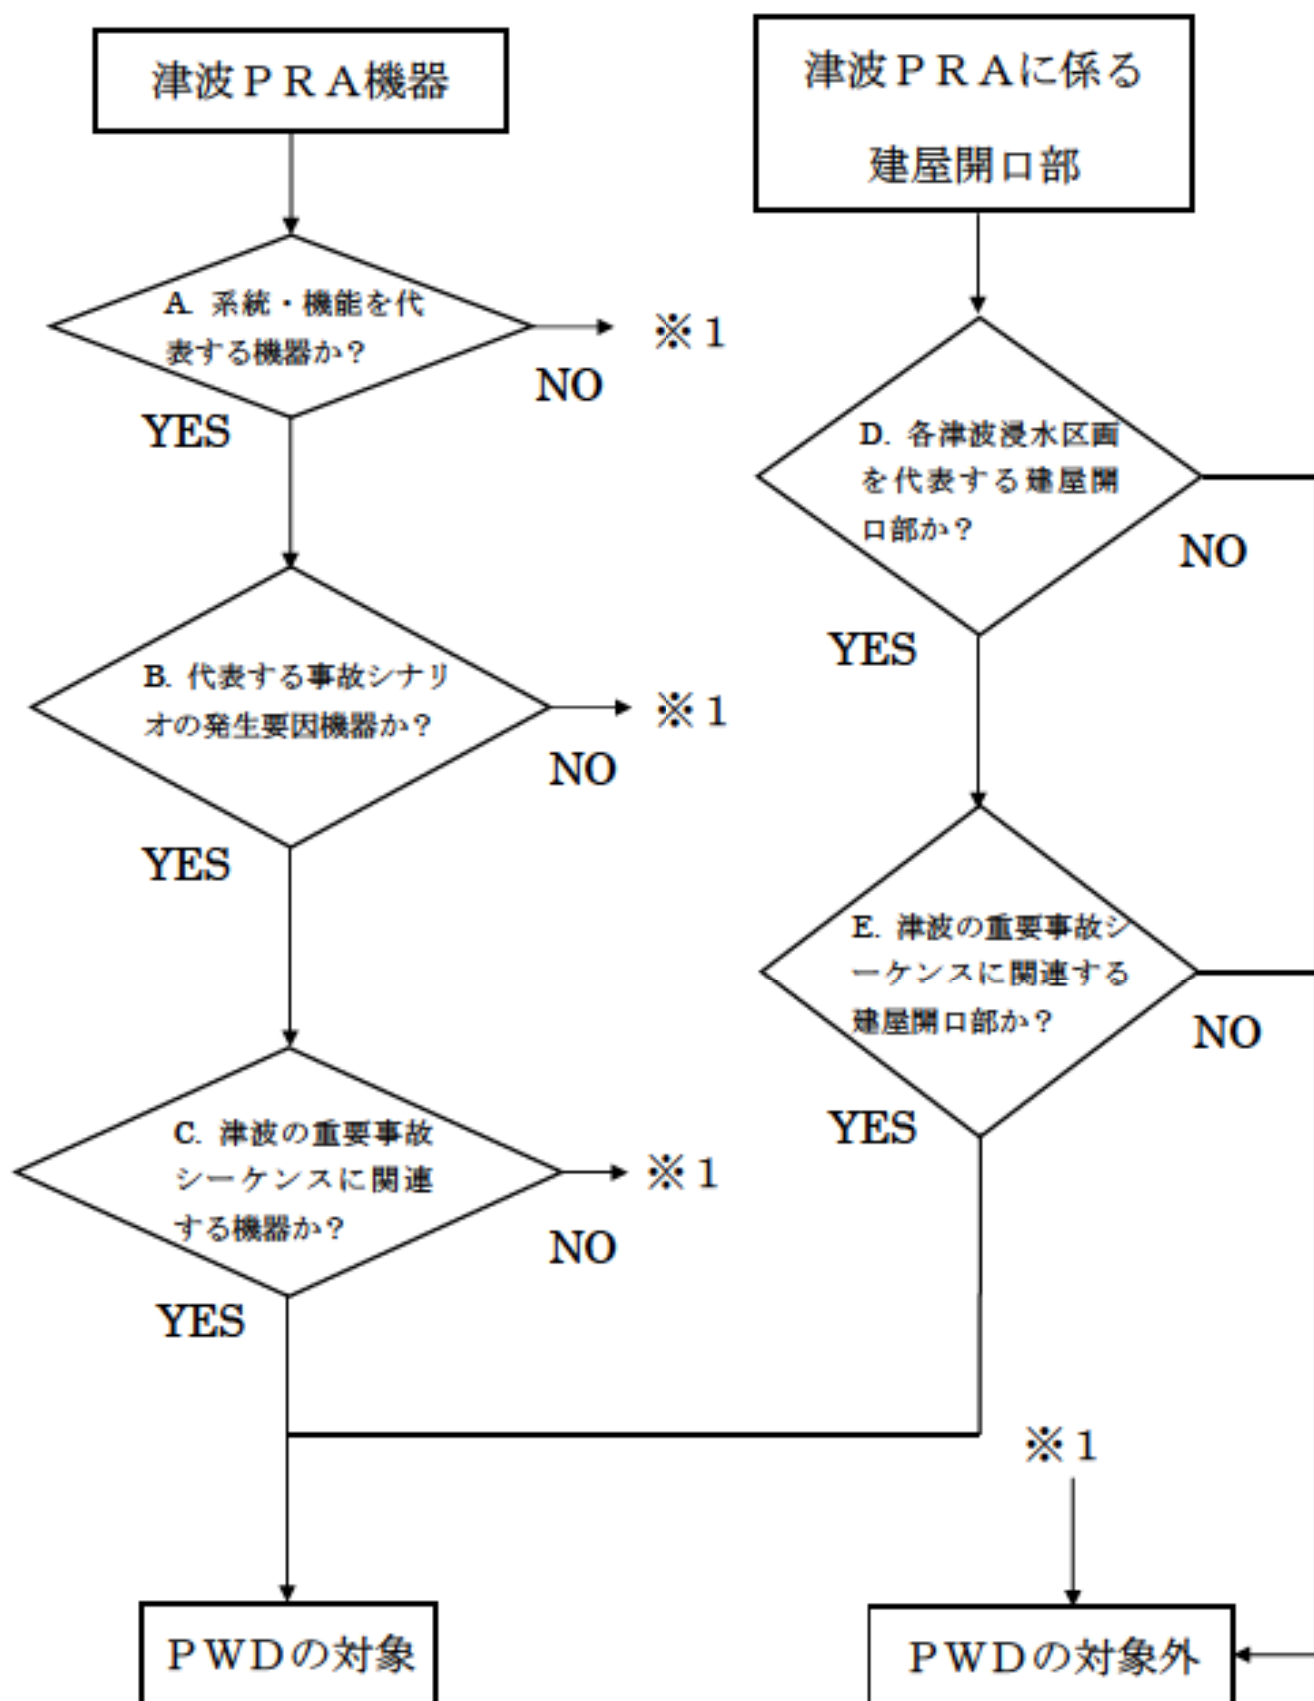 津波ＰＲＡ機器
A. 系統・機能を代
表する機器か？
※１
NO
YES
B. 代表する事故シナリ
オの発生要因機器か？
※１
NO
YES
C. 津波の重要事故
シーケンスに関連
する機器か？
※１
NO
YES
津波ＰＲＡに係る
建屋開口部
D. 各津波浸水区画
を代表する建屋開
口部か？
NO
YES
E. 津波の重要事故シ
ーケンスに関連する
建屋開口部か？
NO
YES
※１
ＰＷＤの対象
ＰＷＤの対象外